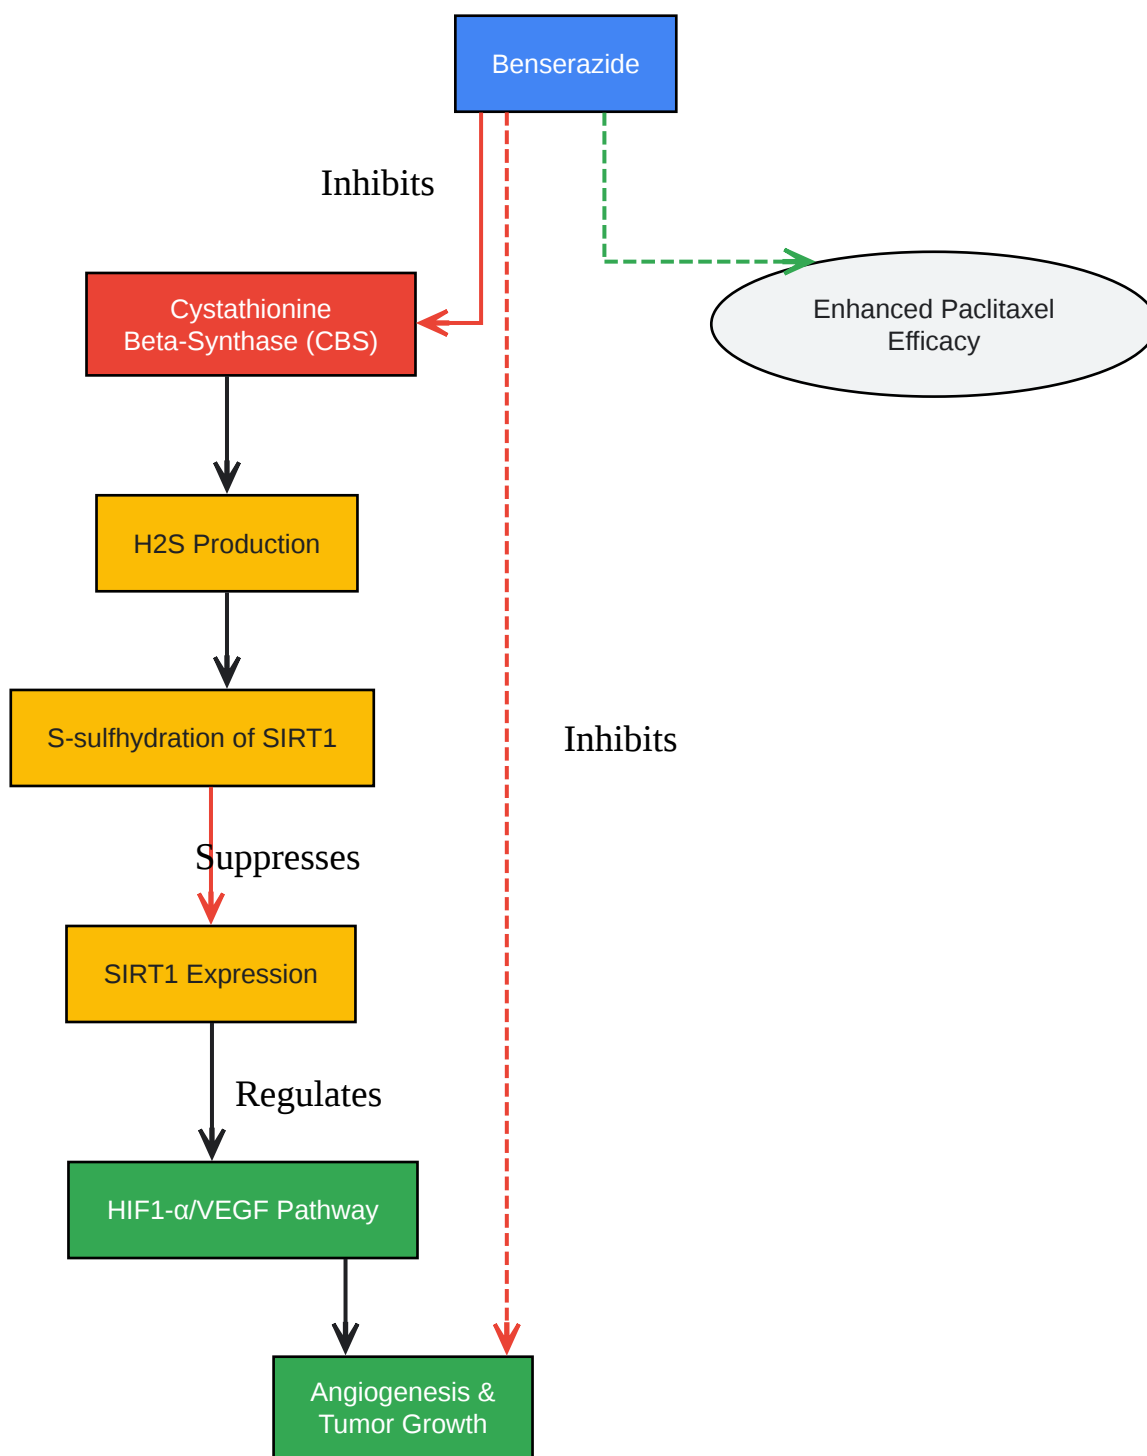 Benserazide
Inhibits
Cystathionine
Beta-Synthase (CBS)
Enhanced Paclitaxel
Efficacy
H2S Production
S-sulfhydration of SIRT1
Inhibits
Suppresses
SIRT1 Expression
Regulates
HIF1-α/VEGF Pathway
Angiogenesis &
Tumor Growth